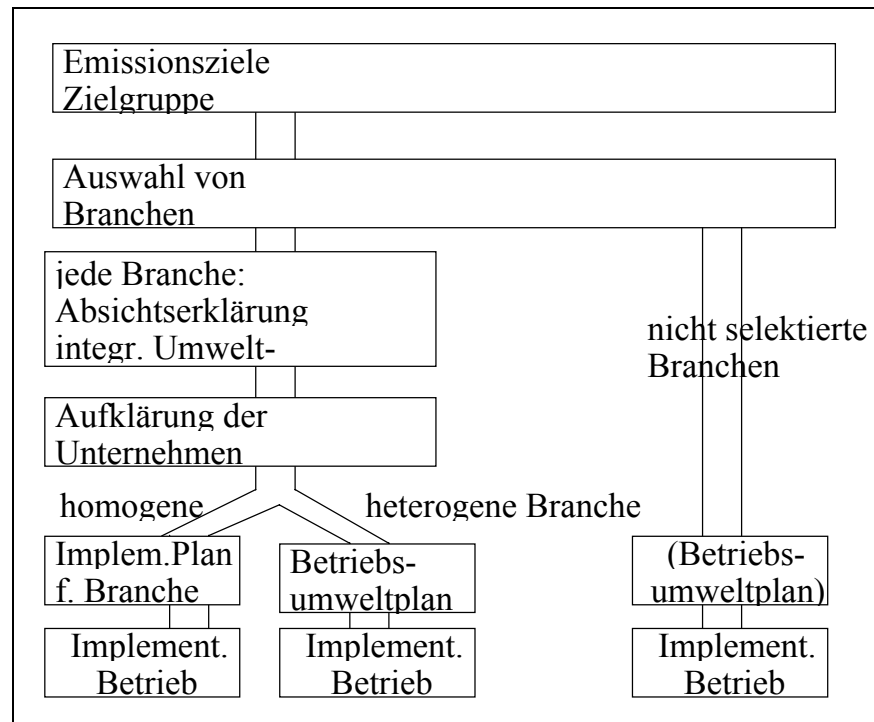 Emissionsziele
Zielgruppe
Auswahl von
Branchen
jede Branche:
Absichtserklärung
integr. Umwelt-
nicht selektierte
Branchen
Aufklärung der
Unternehmen
homogene
heterogene Branche
Implem.Plan
f. Branche
Betriebs-
umweltplan
(Betriebs-
umweltplan)
Implement.
Betrieb
Implement.
Betrieb
Implement.
Betrieb